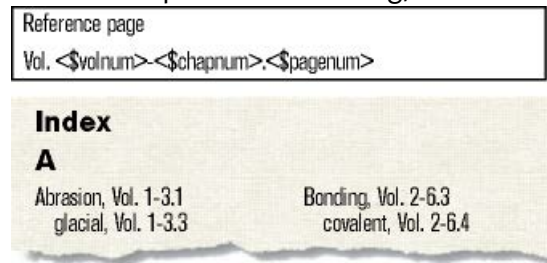 Reference page
Vol. <$volnum>-<$chapnum>.<$pagenum>
Index
A
Abrasion, Vol. 1-3.1
glacial, Vol. 1-3.3
Bonding, Vol. 2-6.3
covalent, Vol. 2-6.4